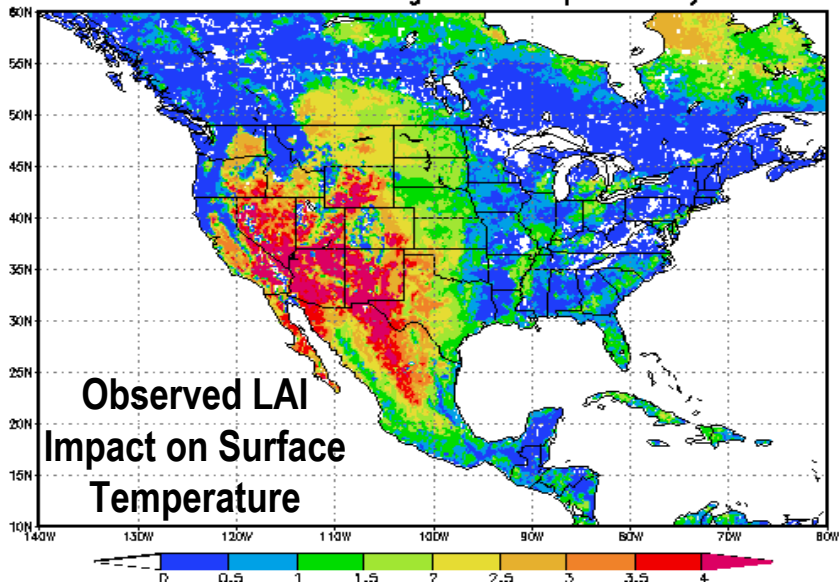 55N
50N
45N
40N
35N
30N
25N
20N
15N
10N
Observed LAI
Impact on Surface
Temperature
140W 130W 120W 110W 100W 90W 80W 70W 60W
0 0.5 1 1.5 2 2.5 3 3.5 4